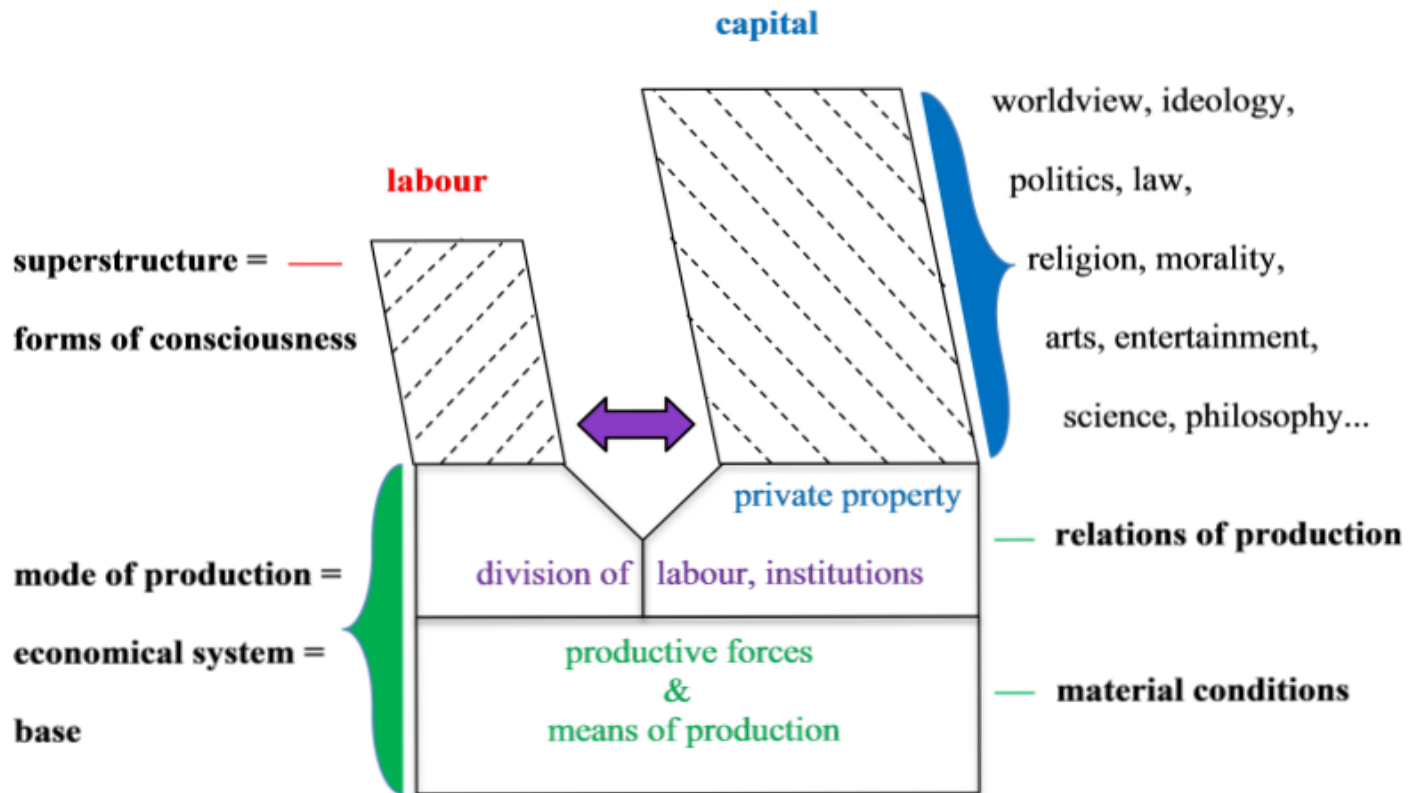 capital
worldview, ideology,
politics, law,
labour
superstructure =
religion, morality,
forms of consciousness
arts, entertainment,
science, philosophy...
private property
relations of production
mode of production =
division of labour, institutions
economical system =
productive forces
&
means of production
material conditions
base